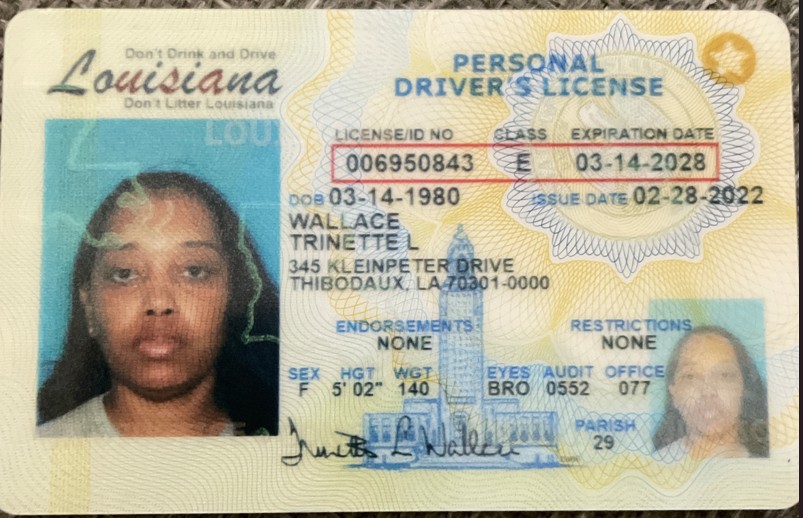 Don't Drink and Drive
Louisiana
Don't Litter Louisiana
PERSONAL
DRIVER'S LICENSE
LICENSE/ID NO CLASS EXPIRATION DATE
006950843 E 03-14-2028
DOB 03-14-1980 ISSUE DATE 02-28-2022
WALLACE
TRINETTE L
345 KLEINPETER DRIVE
THIBODAUX, LA 70301-0000
ENDORSEMENTS RESTRICTIONS
NONE NONE
SEX HGT WGT EYES AUDIT OFFICE
F 5' 02" 140 BRO 0552 077
PARISH
29
Trinette L Wallace